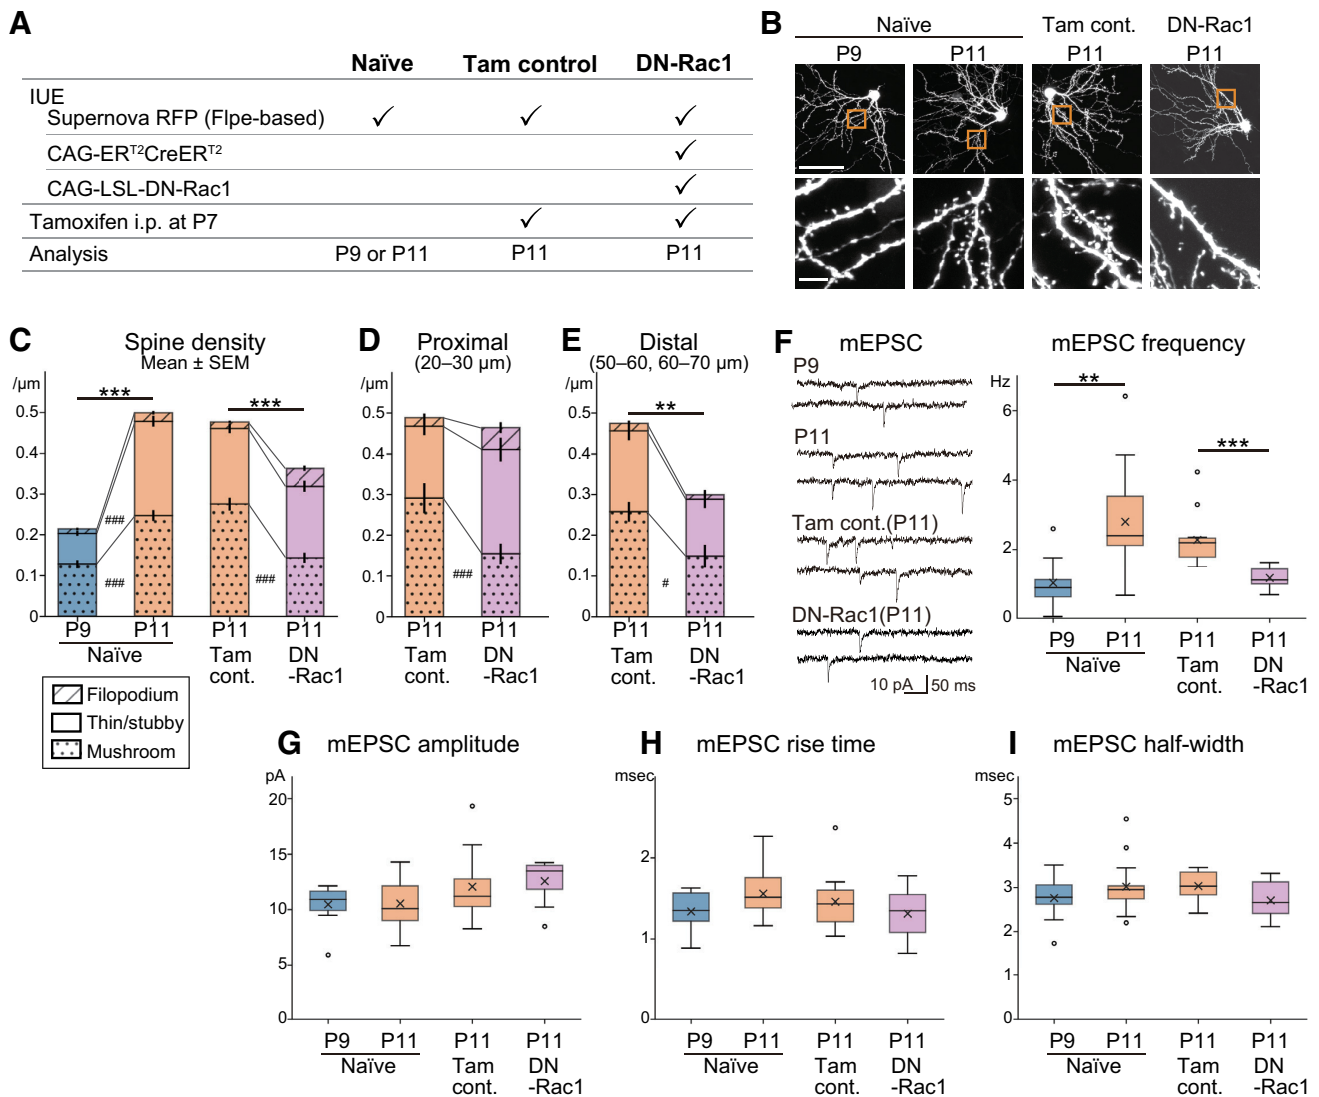 A
Naïve Tam control DN-Rac1
IUE
Supernova RFP (Flpe-based) ✓ ✓ ✓
CAG-ERT2CreERT2 ✓
CAG-LSL-DN-Rac1 ✓
Tamoxifen i.p. at P7 ✓ ✓
Analysis P9 or P11 P11 P11
B
Naïve Tam cont. DN-Rac1
P9 P11 P11 P11
C
Spine density
Mean ± SEM
/μm
***
***
0.5
0.4
0.3
0.2
0.1
0
###
###
###
P9 P11 P11 P11
Naïve Tam cont. DN -Rac1
Filopodium
Thin/stubby
Mushroom
D
Proximal
(20–30 μm)
/μm
0.5
0.4
0.3
0.2
0.1
0
###
P11 P11
Tam DN
cont. -Rac1
E
Distal
(50–60, 60–70 μm)
/μm
**
0.5
0.4
0.3
0.2
0.1
0
#
P11 P11
Tam DN
cont. -Rac1
F
mEPSC
P9
P11
Tam cont.(P11)
DN-Rac1(P11)
10 pA 50 ms
mEPSC frequency
Hz
**
***
6
4
2
0
P9 P11 P11 P11
Naïve Tam DN
cont. -Rac1
G
mEPSC amplitude
pA
20
15
10
5
0
P9 P11 P11 P11
Naïve Tam DN
cont. -Rac1
H
mEPSC rise time
msec
2
1
0
P9 P11 P11 P11
Naïve Tam DN
cont. -Rac1
I
mEPSC half-width
msec
5
4
3
2
1
0
P9 P11 P11 P11
Naïve Tam DN
cont. -Rac1